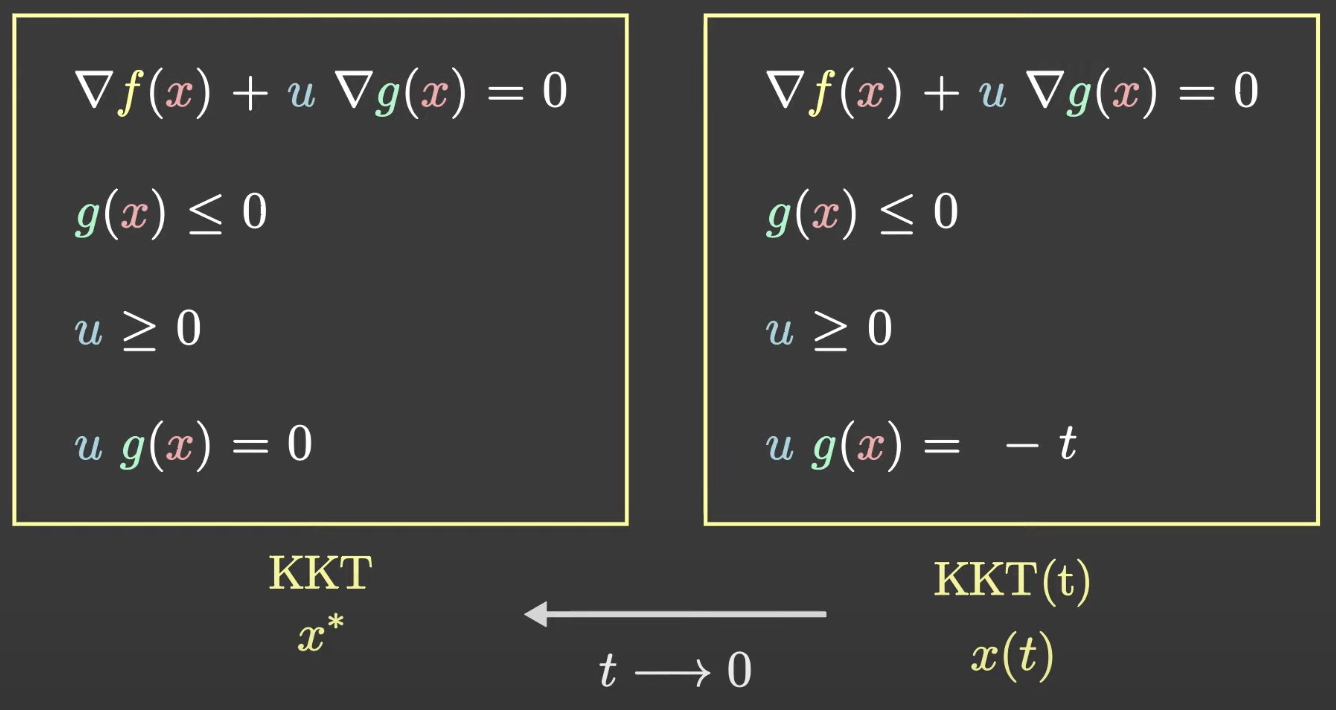 ∇f(x) + u ∇g(x) = 0
g(x) ≤ 0
u ≥ 0
u g(x) = 0
KKT
x*
∇f(x) + u ∇g(x) = 0
g(x) ≤ 0
u ≥ 0
u g(x) = − t
KKT(t)
x(t)
t ⟶ 0